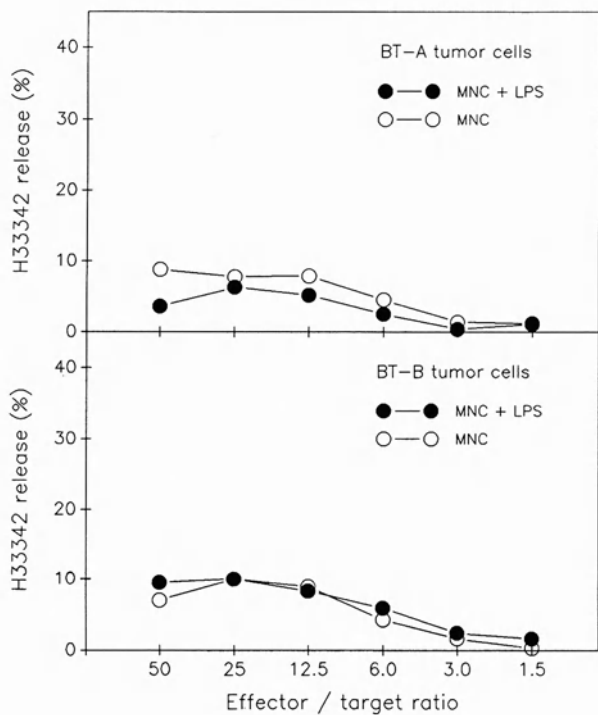 40
30
20
10
0
H33342 release (%)
BT-A tumor cells
MNC + LPS
MNC
40
30
20
10
0
H33342 release (%)
BT-B tumor cells
MNC + LPS
MNC
50 25 12.5 6.0 3.0 1.5
Effector / target ratio